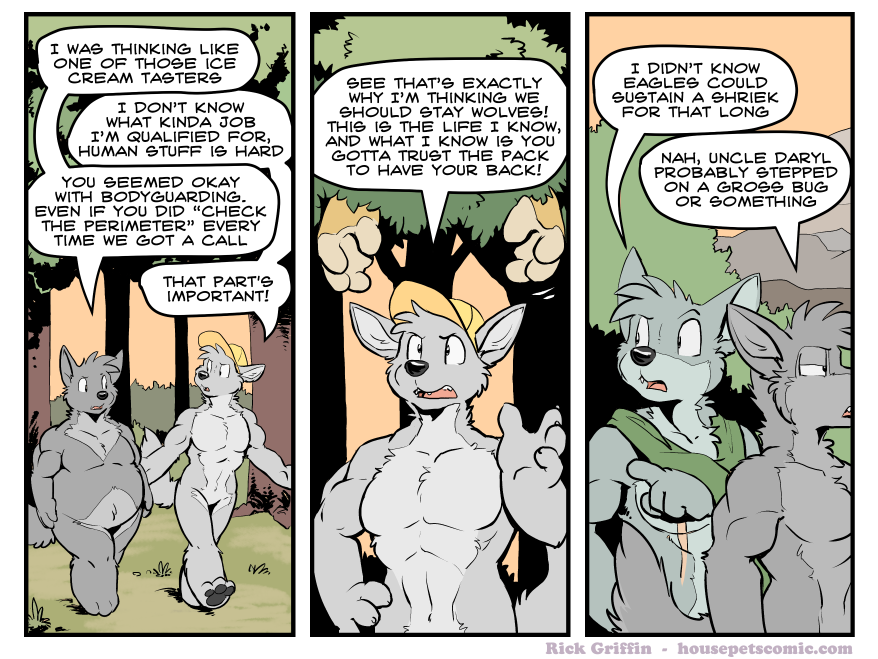 I WAS THINKING LIKE
ONE OF THOSE ICE
CREAM TASTERS
I DON'T KNOW
WHAT KINDA JOB
I'M QUALIFIED FOR,
HUMAN STUFF IS HARD
YOU SEEMED OKAY
WITH BODYGUARDING.
EVEN IF YOU DID "CHECK
THE PERIMETER" EVERY
TIME WE GOT A CALL
THAT PART'S
IMPORTANT!
SEE THAT'S EXACTLY
WHY I'M THINKING WE
SHOULD STAY WOLVES!
THIS IS THE LIFE I KNOW,
AND WHAT I KNOW IS YOU
GOTTA TRUST THE PACK
TO HAVE YOUR BACK!
I DIDN'T KNOW
EAGLES COULD
SUSTAIN A SHRIEK
FOR THAT LONG
NAH, UNCLE DARYL
PROBABLY STEPPED
ON A GROSS BUG
OR SOMETHING
Rick Griffin - housepetscomic.com